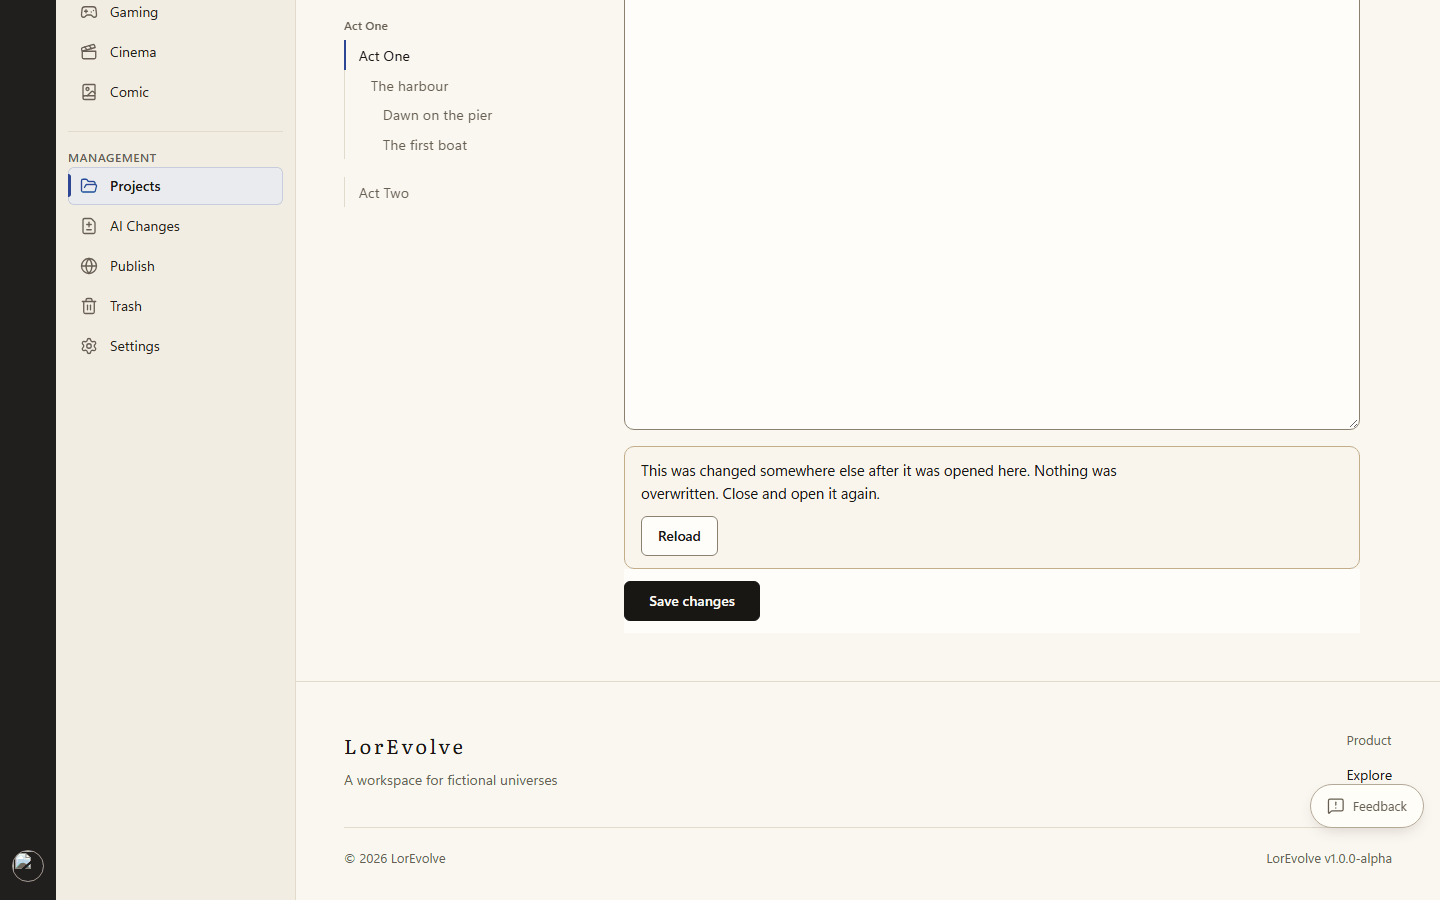 Gaming
Cinema
Comic
MANAGEMENT
Projects
AI Changes
Publish
Trash
Settings
Act One
Act One
The harbour
Dawn on the pier
The first boat
Act Two
This was changed somewhere else after it was opened here. Nothing was
overwritten. Close and open it again.
Reload
Save changes
LorEvolve
A workspace for fictional universes
Product
Explore
Feedback
© 2026 LorEvolve
LorEvolve v1.0.0-alpha